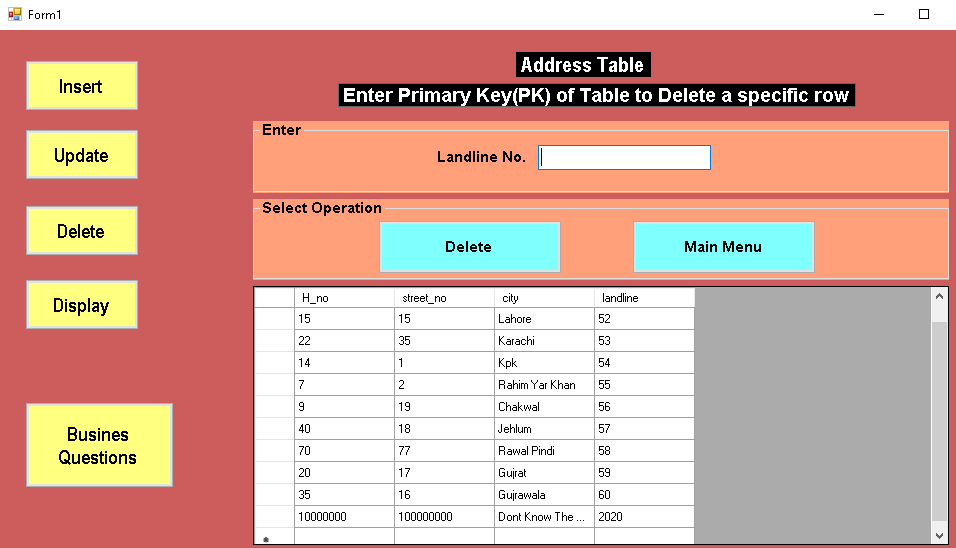 Form1
Address Table
Enter Primary Key(PK) of Table to Delete a specific row
Insert
Update
Delete
Display
Busines
Questions
Enter
Landline No.
Select Operation
Delete Main Menu
H_no street_no city landline
15 15 Lahore 52
22 35 Karachi 53
14 1 Kpk 54
7 2 Rahim Yar Khan 55
9 19 Chakwal 56
40 18 Jehlum 57
70 77 Rawal Pindi 58
20 17 Gujrat 59
35 16 Gujrawala 60
10000000 100000000 Dont Know The ... 2020